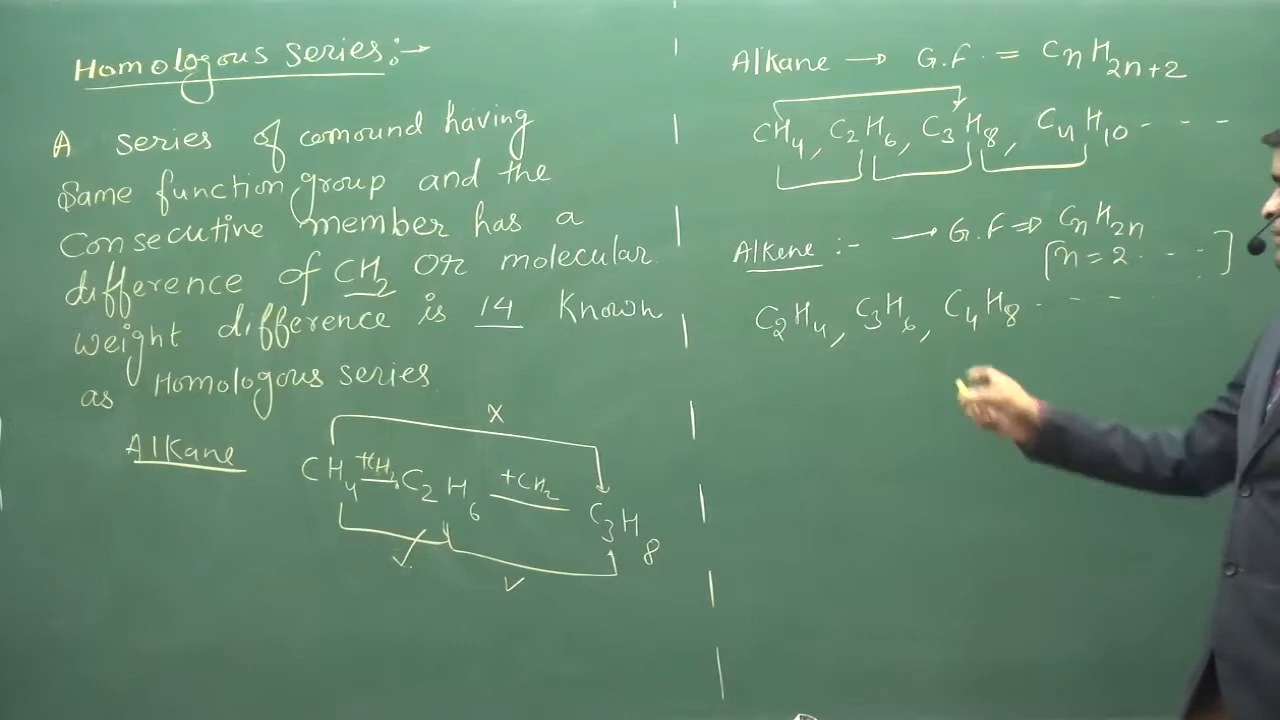 Homologous series:→
A series of comound having
Same function group and the
Consecutive member has a
difference of CH₂ or molecular
weight difference is 14 Known
as Homologous series.
Alkane
X
CH₄ +CH₂ C₂H₆ +CH₂ C₃H₈
✓ ✓
Alkane → G.F. = CnH2n+2
CH₄, C₂H₆, C₃H₈, C₄H₁₀ - - -
Alkene :- → G.F ⇒ CnH2n
[n = 2 - - -]
C₂H₄, C₃H₆, C₄H₈ - - - -